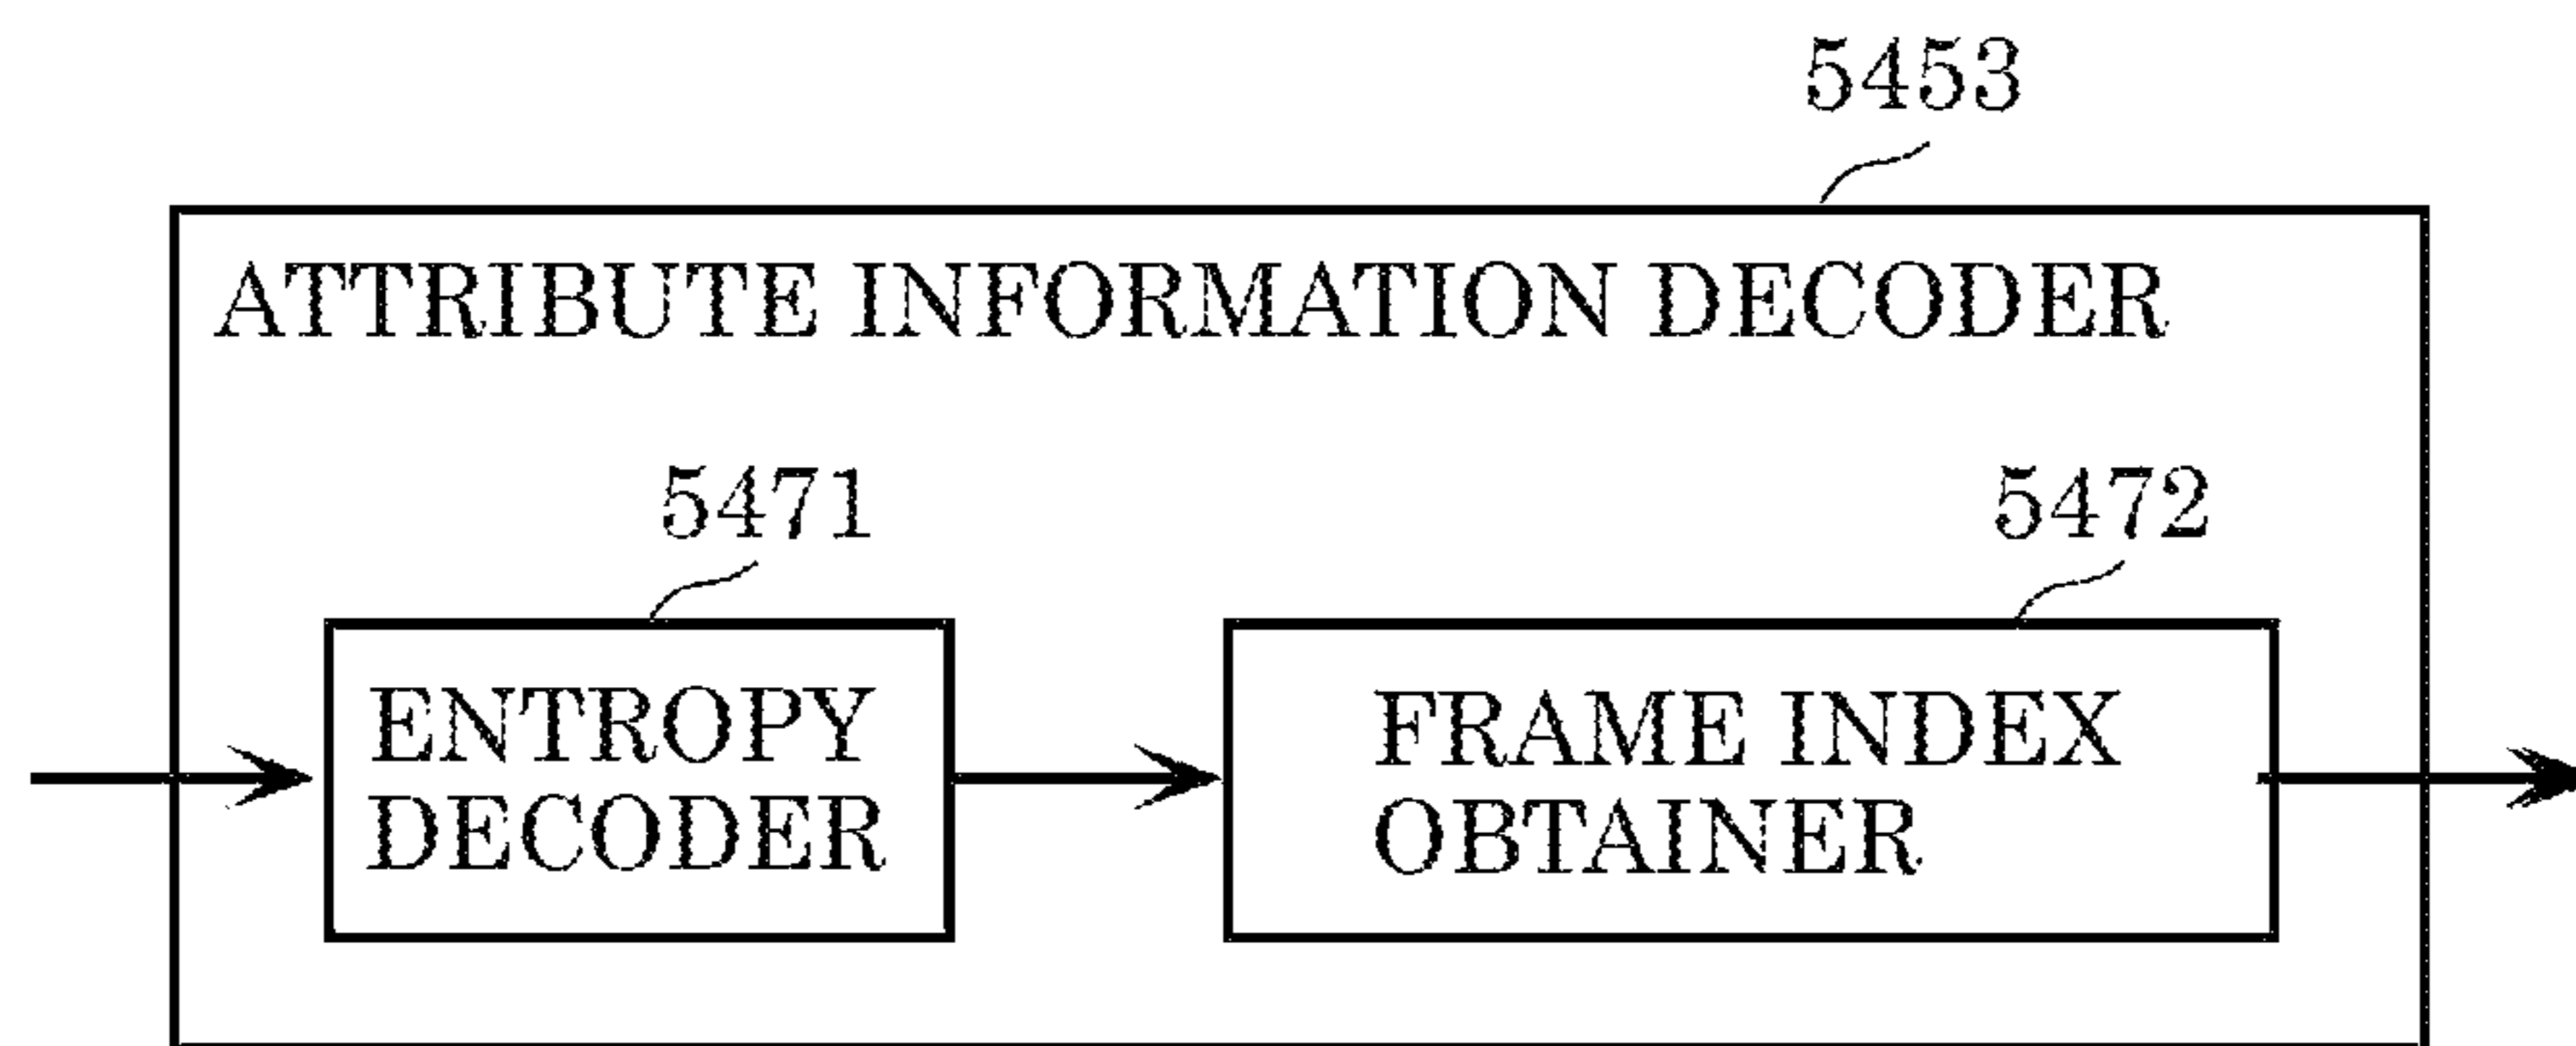 5453
ATTRIBUTE INFORMATION DECODER
5471
5472
ENTROPY
DECODER
FRAME INDEX
OBTAINER